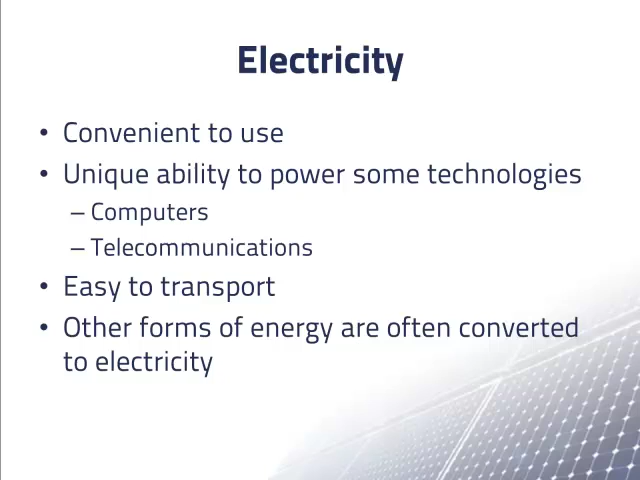 Electricity
• Convenient to use
• Unique ability to power some technologies
– Computers
– Telecommunications
• Easy to transport
• Other forms of energy are often converted
to electricity